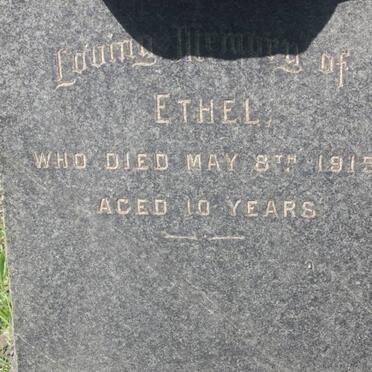 Loving Memory of
ETHEL,
WHO DIED MAY 8TH 1915
AGED 10 YEARS